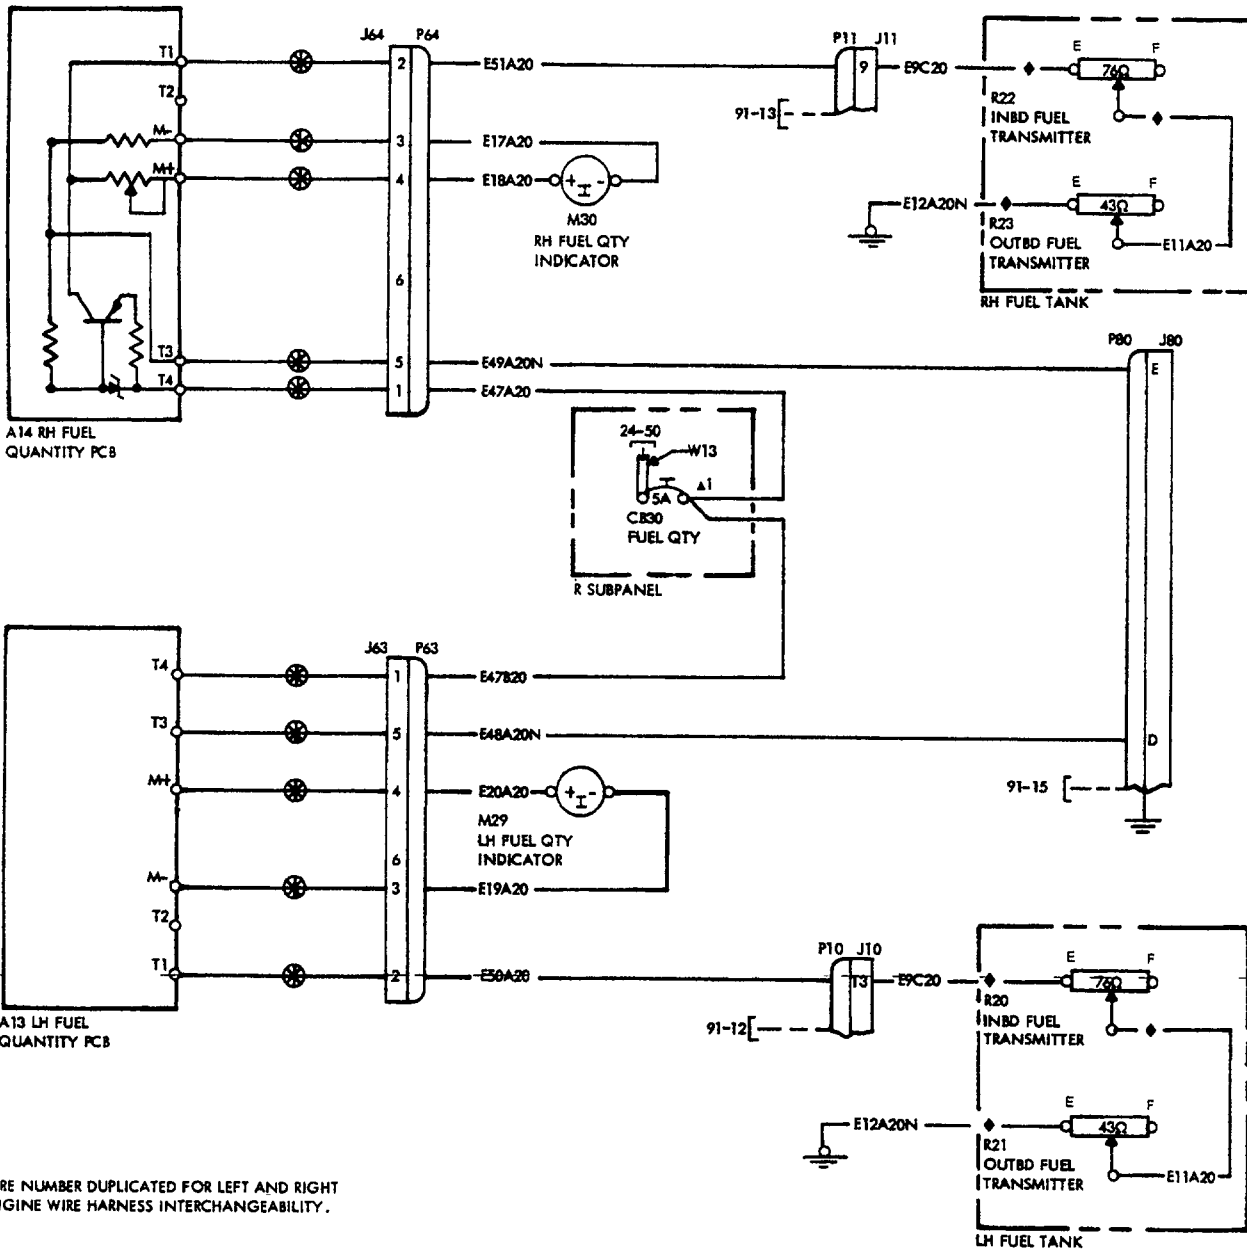 J64 P64
P11 J11
T1
2
E51A20
9
E9C20
E F
76Ω
T2
91-13
R22
INBD FUEL
TRANSMITTER
M-
3
E17A20
M+
4
E18A20
+ I -
M30
RH FUEL QTY
INDICATOR
E12A20N
E F
43Ω
R23
OUTBD FUEL
TRANSMITTER
E11A20
6
RH FUEL TANK
P80 J80
T3
5
E49A20N
E
T4
1
E47A20
A14 RH FUEL
QUANTITY PCB
24-50
W13
5A
1
CB30
FUEL QTY
R SUBPANEL
J63 P63
T4
1
E47B20
T3
5
E48A20N
D
M+
4
E20A20
+ I -
91-15
M29
LH FUEL QTY
INDICATOR
6
M-
3
E19A20
T2
P10 J10
T1
2
E50A20
T3
E9C20
E F
76Ω
R20
INBD FUEL
TRANSMITTER
91-12
A13 LH FUEL
QUANTITY PCB
E12A20N
E F
43Ω
R21
OUTBD FUEL
TRANSMITTER
E11A20
LH FUEL TANK
RE NUMBER DUPLICATED FOR LEFT AND RIGHT
NGINE WIRE HARNESS INTERCHANGEABILITY.